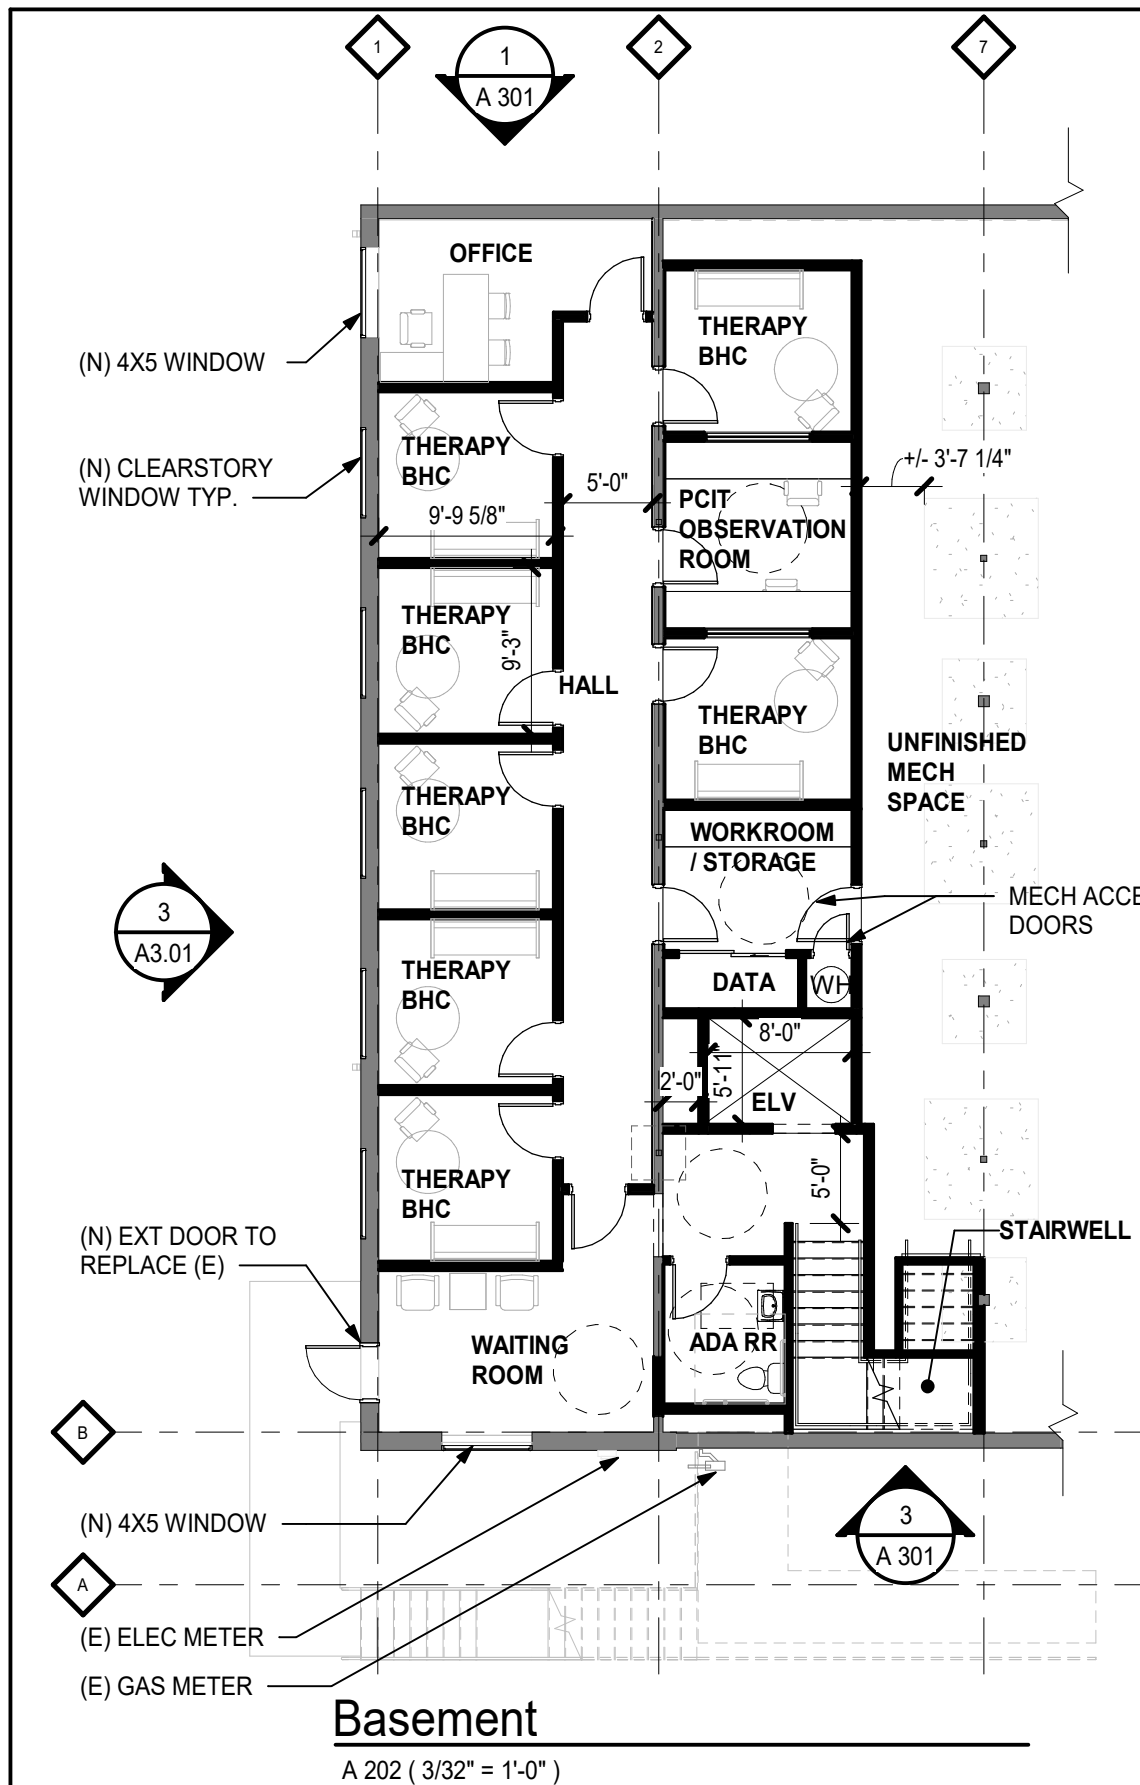 1
2
7
1
A 301
OFFICE
THERAPY
BHC
(N) 4X5 WINDOW
(N) CLEARSTORY
WINDOW TYP.
THERAPY
BHC
5'-0"
9'-9 5/8"
PCIT
OBSERVATION
ROOM
+/- 3'-7 1/4"
THERAPY
BHC
9'-3"
HALL
THERAPY
BHC
UNFINISHED
MECH
SPACE
THERAPY
BHC
WORKROOM
/ STORAGE
3
A3.01
MECH ACCE
DOORS
THERAPY
BHC
DATA
WH
8'-0"
5'-11"
2'-0"
ELV
THERAPY
BHC
5'-0"
(N) EXT DOOR TO
REPLACE (E)
STAIRWELL
WAITING
ROOM
ADA RR
B
(N) 4X5 WINDOW
3
A 301
A
(E) ELEC METER
(E) GAS METER
Basement
A 202 ( 3/32" = 1'-0" )